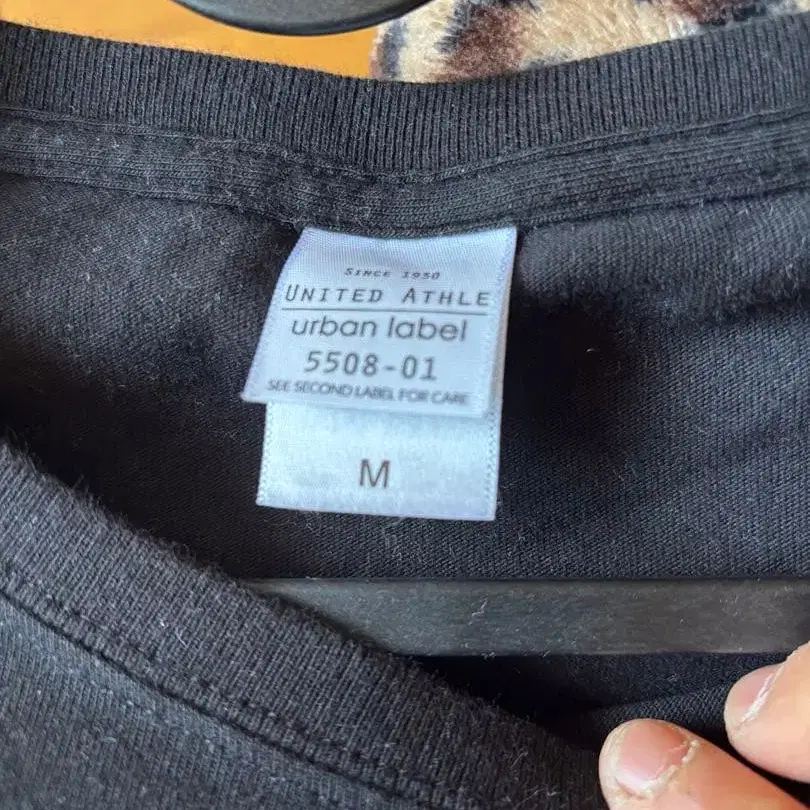 SINCE 1950
UNITED ATHLE
urban label
5508-01
SEE SECOND LABEL FOR CARE
M